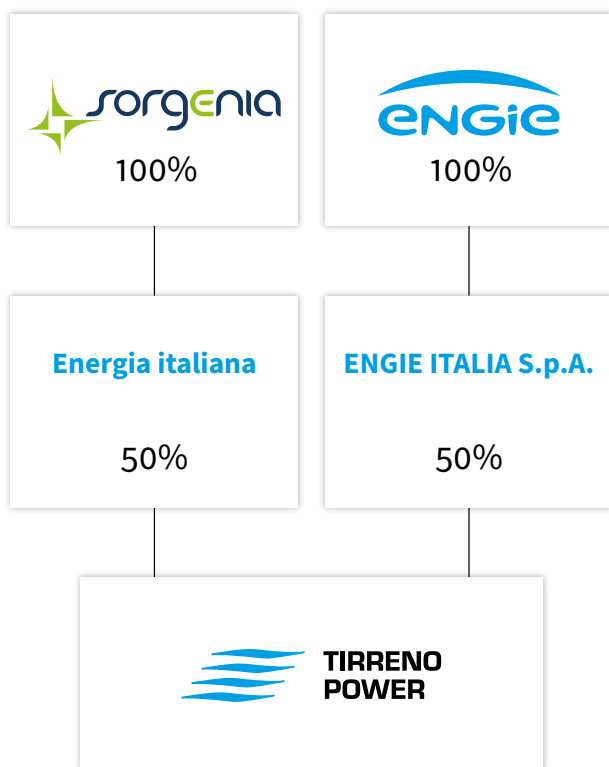 sorgenia
ENGIE
100%
100%
Energia italiana
ENGIE ITALIA S.p.A.
50%
50%
TIRRENO
POWER